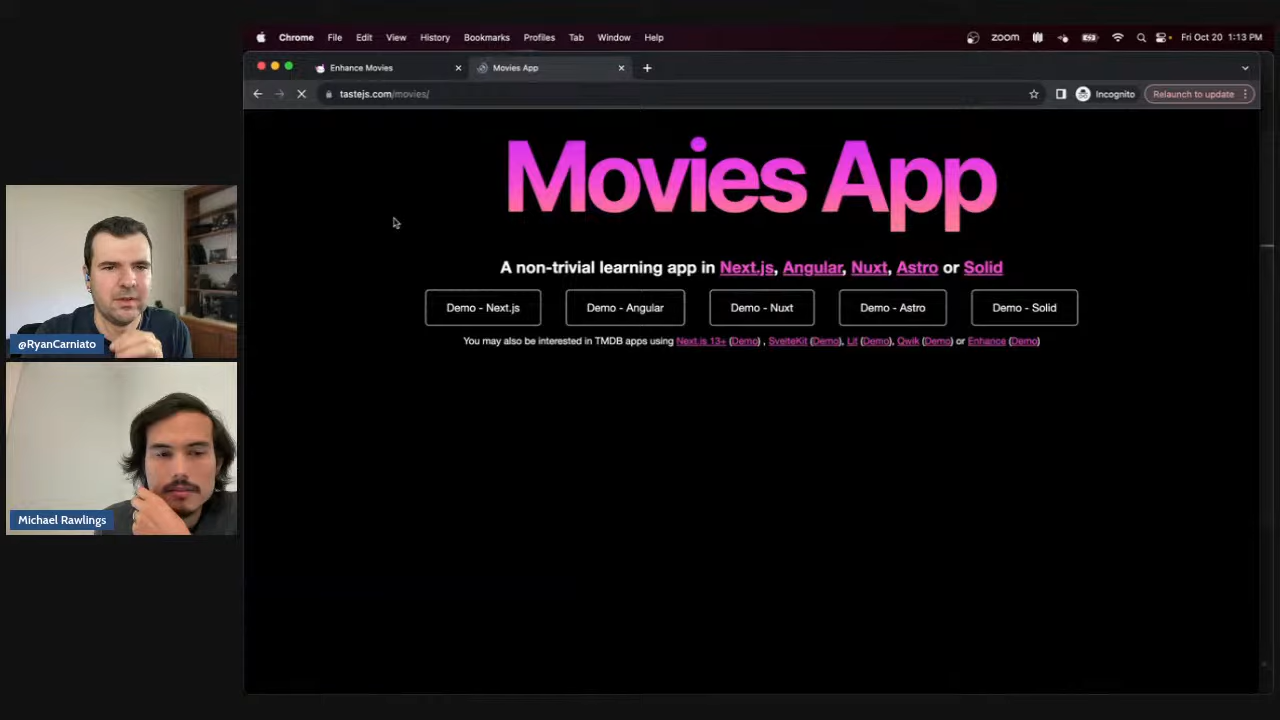 Chrome File Edit View History Bookmarks Profiles Tab Window Help
zoom Fri Oct 20 1:13 PM
Enhance Movies
Movies App
tastejs.com/movies/
Incognito
Relaunch to update
Movies App
A non-trivial learning app in Next.js, Angular, Nuxt, Astro or Solid
Demo - Next.js
Demo - Angular
Demo - Nuxt
Demo - Astro
Demo - Solid
You may also be interested in TMDB apps using Next.js 13+ (Demo) , SvelteKit (Demo), Lit (Demo), Qwik (Demo) or Enhance (Demo)
@RyanCarniato
Michael Rawlings